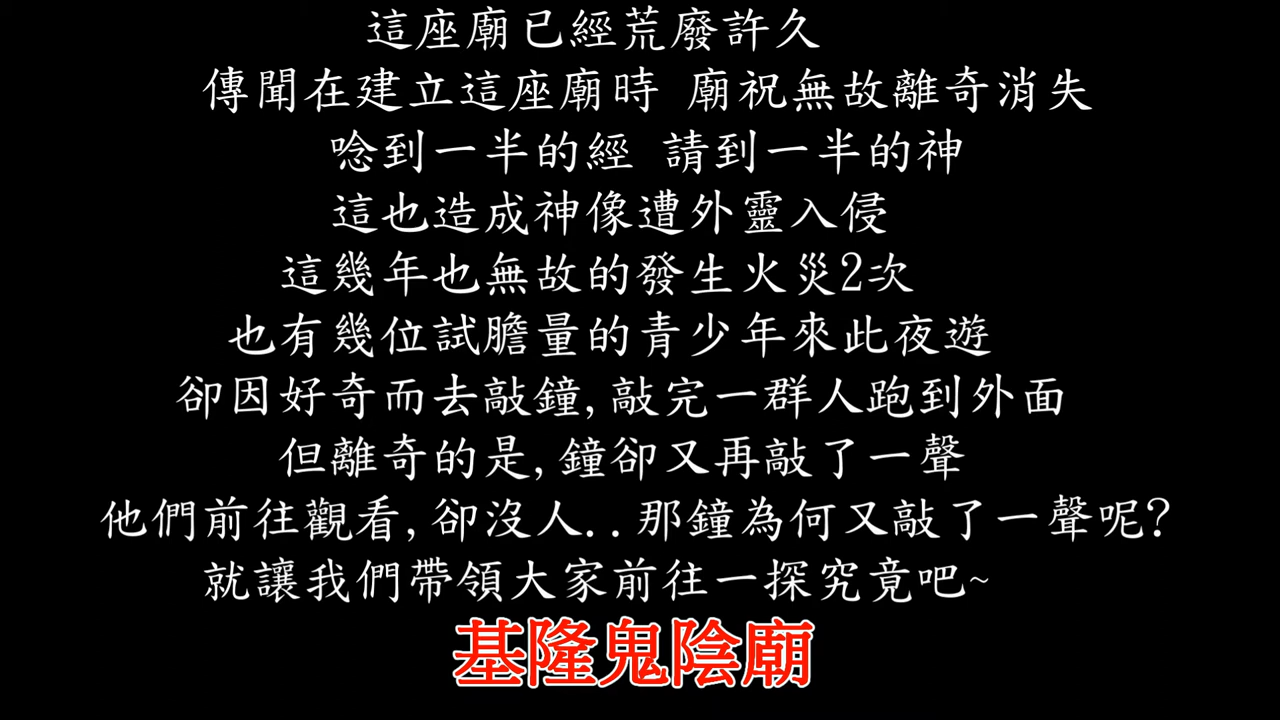 這座廟已經荒廢許久
傳聞在建立這座廟時 廟祝無故離奇消失
唸到一半的經 請到一半的神
這也造成神像遭外靈入侵
這幾年也無故的發生火災2次
也有幾位試膽量的青少年來此夜遊
卻因好奇而去敲鐘,敲完一群人跑到外面
但離奇的是,鐘卻又再敲了一聲
他們前往觀看,卻沒人..那鐘為何又敲了一聲呢?
就讓我們帶領大家前往一探究竟吧~
基隆鬼陰廟